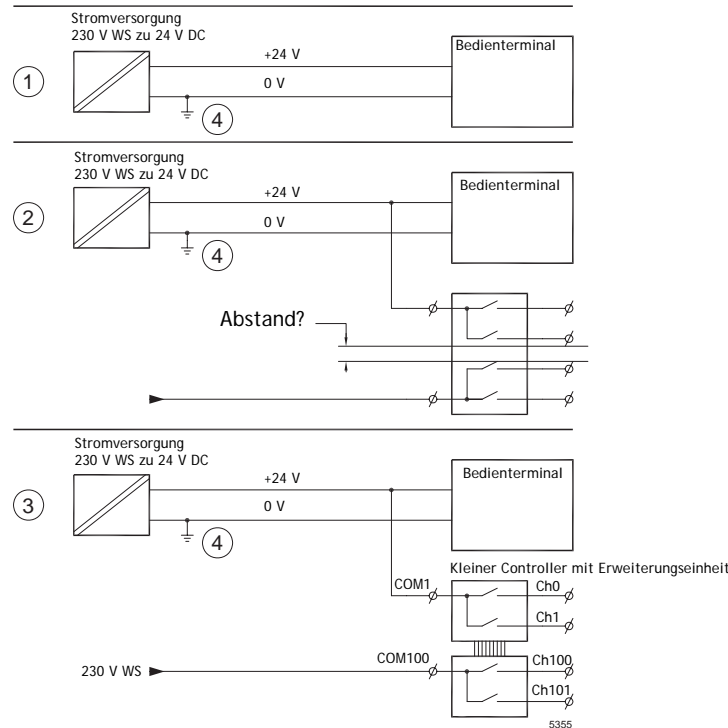 Stromversorgung
230 V WS zu 24 V DC
+24 V
Bedienterminal
1
0 V
4
Stromversorgung
230 V WS zu 24 V DC
+24 V
Bedienterminal
2
0 V
4
Abstand?
Stromversorgung
230 V WS zu 24 V DC
+24 V
Bedienterminal
3
0 V
4
Kleiner Controller mit Erweiterungseinheit
COM1
Ch0
Ch1
COM100
Ch100
230 V WS
Ch101
5355